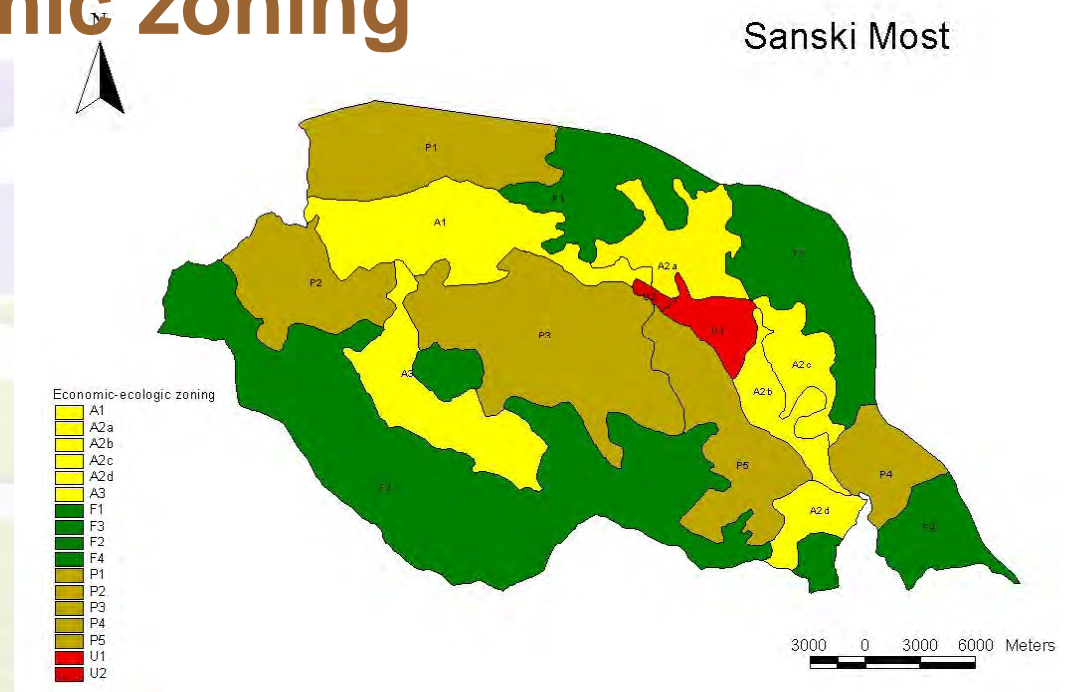 nic zoning
N
Sanski Most
P1
F1
A1
A2a
F3
P2
U2
U1
P3
A2c
A3
A2b
P5
P4
F2
A2d
F4
Economic-ecologic zoning
A1
A2a
A2b
A2c
A2d
A3
F1
F3
F2
F4
P1
P2
P3
P4
P5
U1
U2
3000 0 3000 6000 Meters